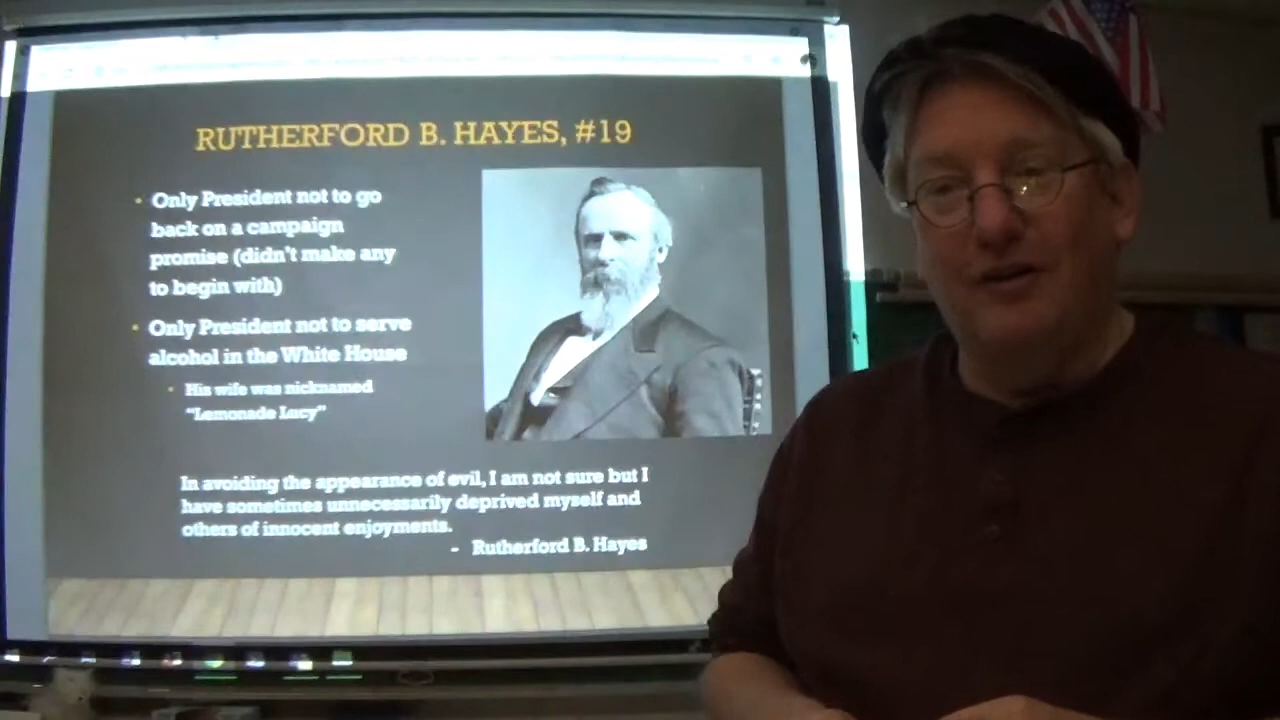 RUTHERFORD B. HAYES, #19
• Only President not to go
back on a campaign
promise (didn't make any
to begin with)
• Only President not to serve
alcohol in the White House
• His wife was nicknamed
"Lemonade Lucy"
In avoiding the appearance of evil, I am not sure but I
have sometimes unnecessarily deprived myself and
others of innocent enjoyments.
- Rutherford B. Hayes